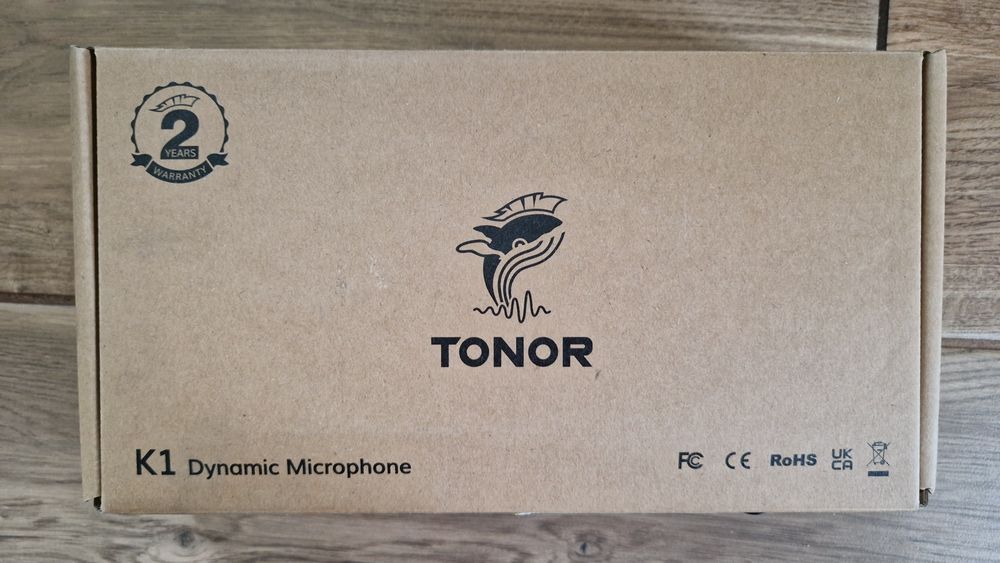 2
YEARS
WARRANTY
TONOR
K1 Dynamic Microphone
FC CE RoHS UK
CA